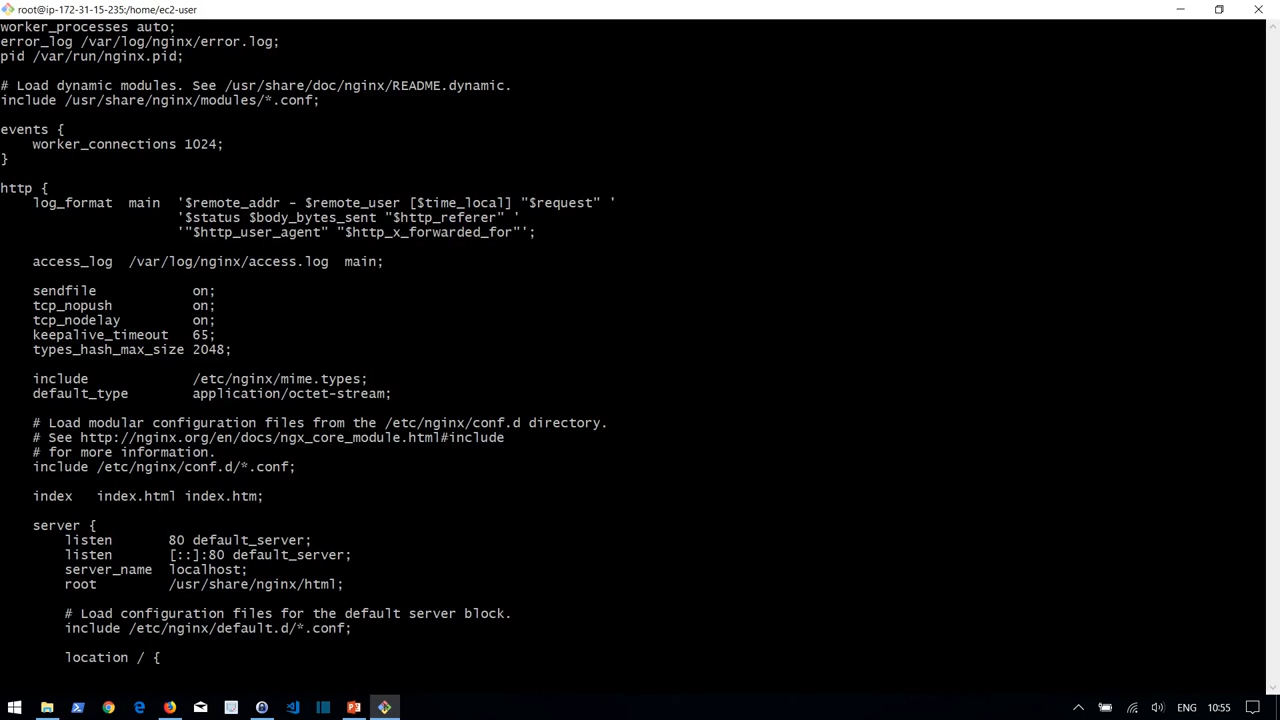 root@ip-172-31-15-235:/home/ec2-user
worker_processes auto;
error_log /var/log/nginx/error.log;
pid /var/run/nginx.pid;
# Load dynamic modules. See /usr/share/doc/nginx/README.dynamic.
include /usr/share/nginx/modules/*.conf;
events {
    worker_connections 1024;
}
http {
    log_format  main  '$remote_addr - $remote_user [$time_local] "$request" '
                      '$status $body_bytes_sent "$http_referer" '
                      '"$http_user_agent" "$http_x_forwarded_for"';
    access_log  /var/log/nginx/access.log  main;
    sendfile            on;
    tcp_nopush          on;
    tcp_nodelay         on;
    keepalive_timeout   65;
    types_hash_max_size 2048;
    include             /etc/nginx/mime.types;
    default_type        application/octet-stream;
    # Load modular configuration files from the /etc/nginx/conf.d directory.
    # See http://nginx.org/en/docs/ngx_core_module.html#include
    # for more information.
    include /etc/nginx/conf.d/*.conf;
    index   index.html index.htm;
    server {
        listen       80 default_server;
        listen       [::]:80 default_server;
        server_name  localhost;
        root         /usr/share/nginx/html;
        # Load configuration files for the default server block.
        include /etc/nginx/default.d/*.conf;
        location / {
ENG 10:55